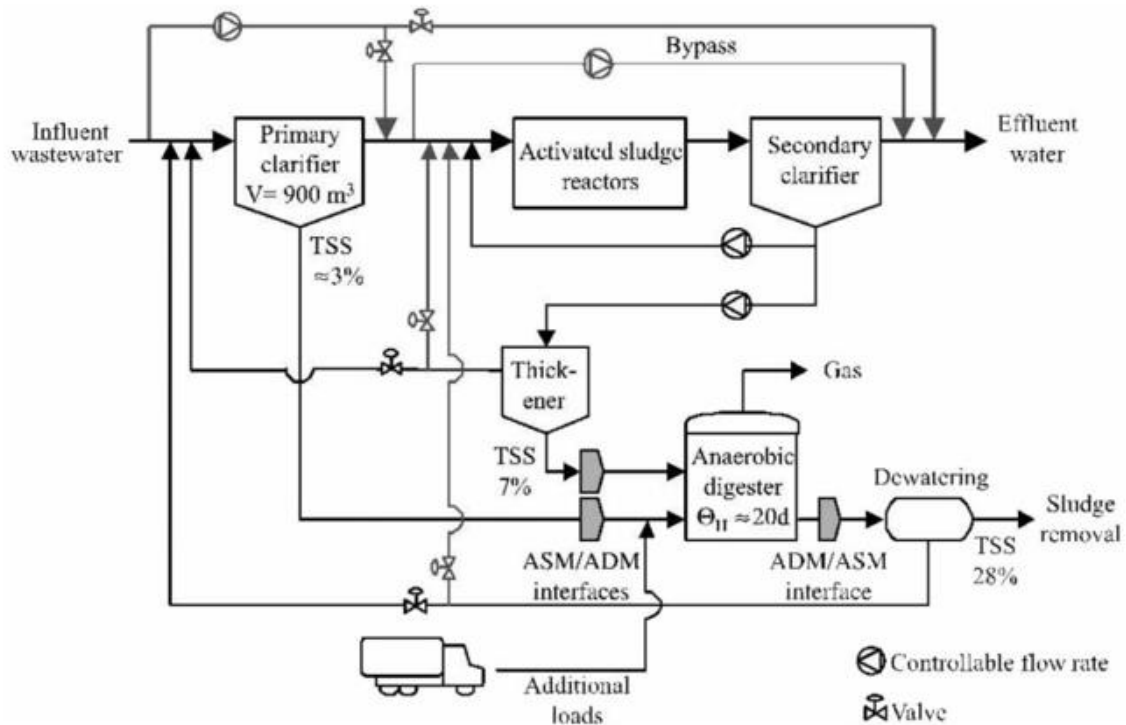 Bypass
Influent
wastewater
Primary
clarifier
V= 900 m³
Activated sludge
reactors
Secondary
clarifier
Effluent
water
TSS
≈3%
Thick-
ener
Gas
TSS
7%
Anaerobic
digester
Θ_H ≈20d
Dewatering
Sludge
removal
TSS
28%
ASM/ADM
interfaces
ADM/ASM
interface
Additional
loads
Controllable flow rate
Valve